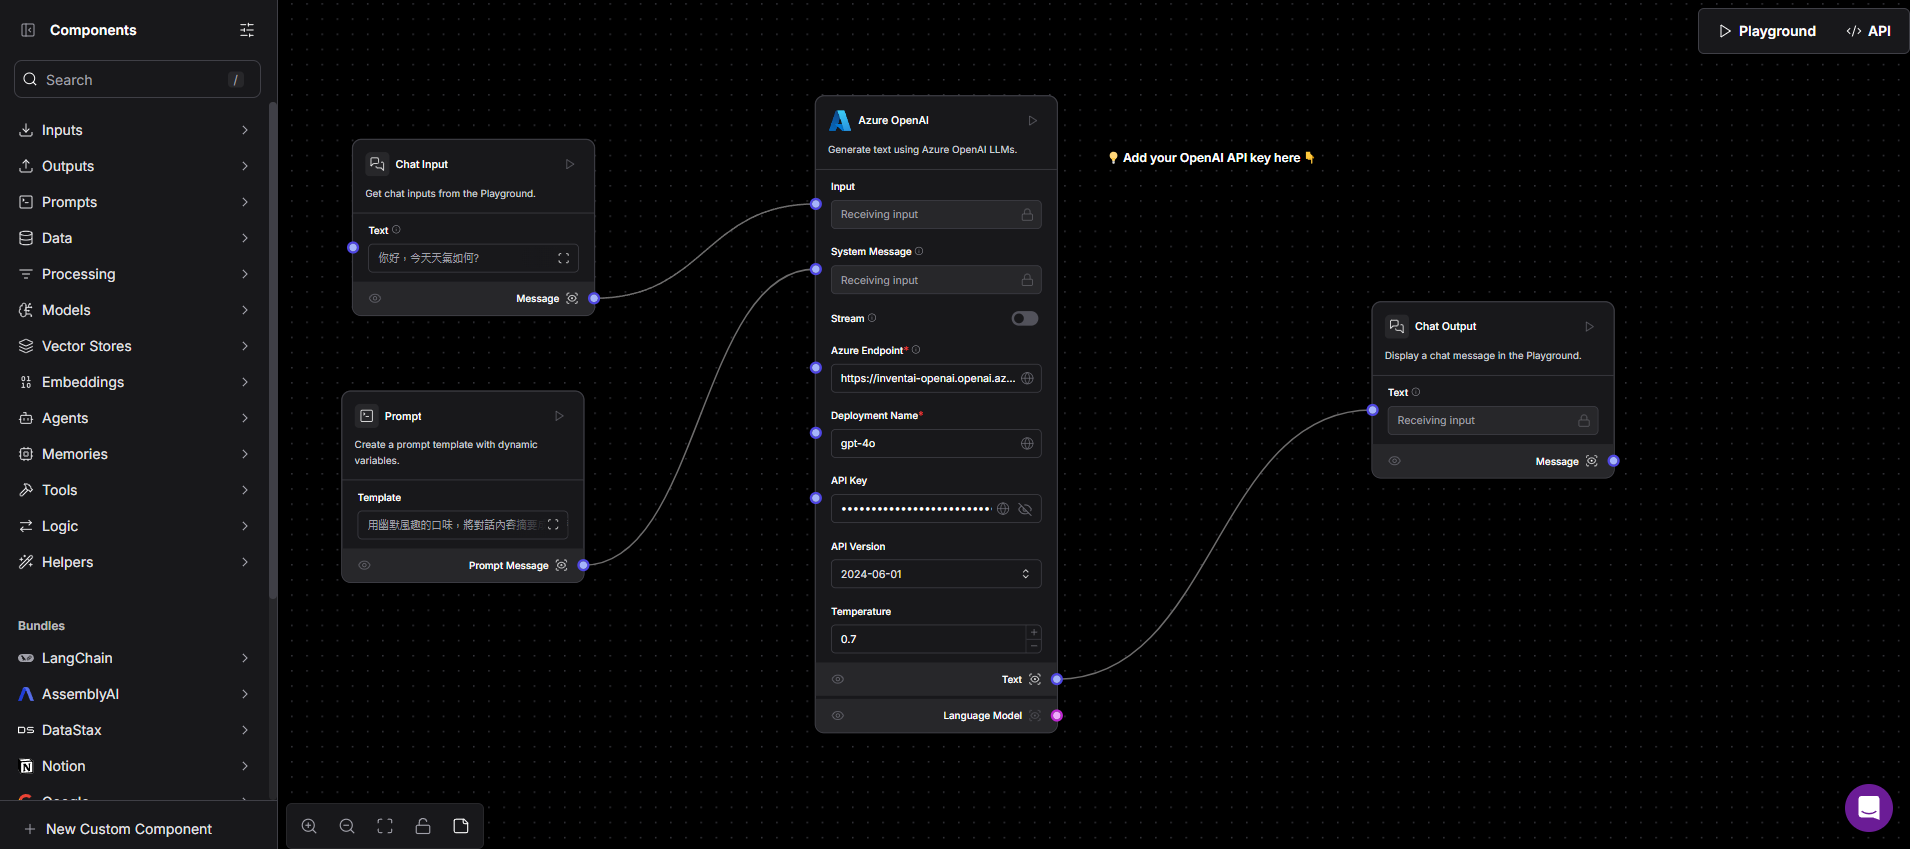 Components
Search /
Inputs
Outputs
Prompts
Data
Processing
Models
Vector Stores
Embeddings
Agents
Memories
Tools
Logic
Helpers
Bundles
LangChain
AssemblyAI
DataStax
Notion
Google
New Custom Component
Playground
API
Chat Input
Get chat inputs from the Playground.
Text
你好，今天天氣如何?
Message
Prompt
Create a prompt template with dynamic
variables.
Template
用幽默風趣的口味，將對話內容摘要
Prompt Message
Azure OpenAI
Generate text using Azure OpenAI LLMs.
Input
Receiving input
System Message
Receiving input
Stream
Azure Endpoint*
https://inventai-openai.openai.az...
Deployment Name*
gpt-4o
API Key
API Version
2024-06-01
Temperature
0.7
Text
Language Model
💡 Add your OpenAI API key here 👇
Chat Output
Display a chat message in the Playground.
Text
Receiving input
Message